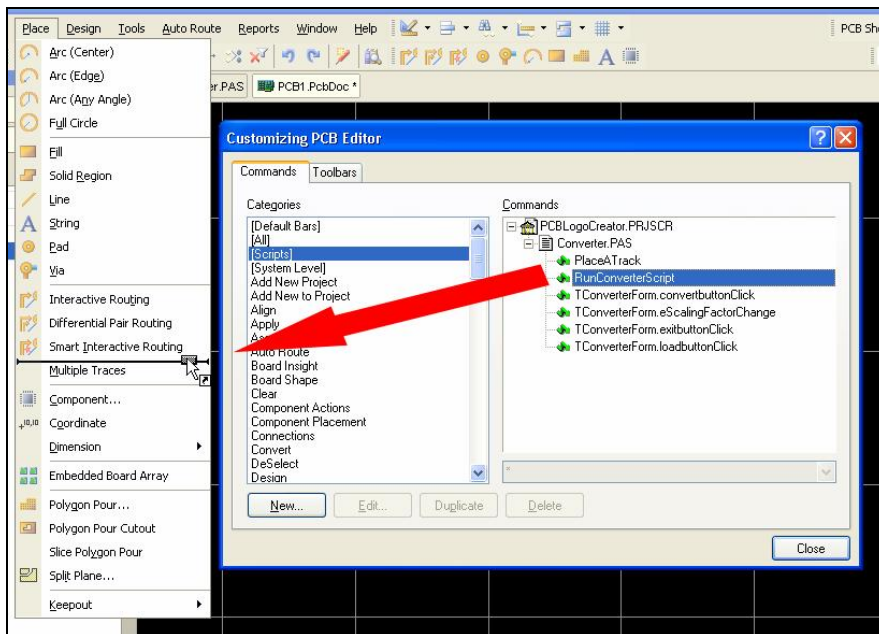 Place Design Tools Auto Route Reports Window Help
PCB She
er.PAS
PCB1.PcbDoc *
Arc (Center)
Arc (Edge)
Arc (Any Angle)
Full Circle
Fill
Solid Region
Line
String
Pad
Via
Interactive Routing
Differential Pair Routing
Smart Interactive Routing
Multiple Traces
Component...
+10,10 Coordinate
Dimension
Embedded Board Array
Polygon Pour...
Polygon Pour Cutout
Slice Polygon Pour
Split Plane...
Keepout
Customizing PCB Editor
Commands Toolbars
Categories
[Default Bars]
[All]
[Scripts]
[System Level]
Add New Project
Add New to Project
Align
Apply
Auto Route
Board Insight
Board Shape
Clear
Component Actions
Component Placement
Connections
Convert
DeSelect
Design
Commands
PCBLogoCreator.PRJSCR
Converter.PAS
PlaceATrack
RunConverterScript
TConverterForm.convertbuttonClick
TConverterForm.eScalingFactorChange
TConverterForm.exitbuttonClick
TConverterForm.loadbuttonClick
*
New... Edit... Duplicate Delete
Close